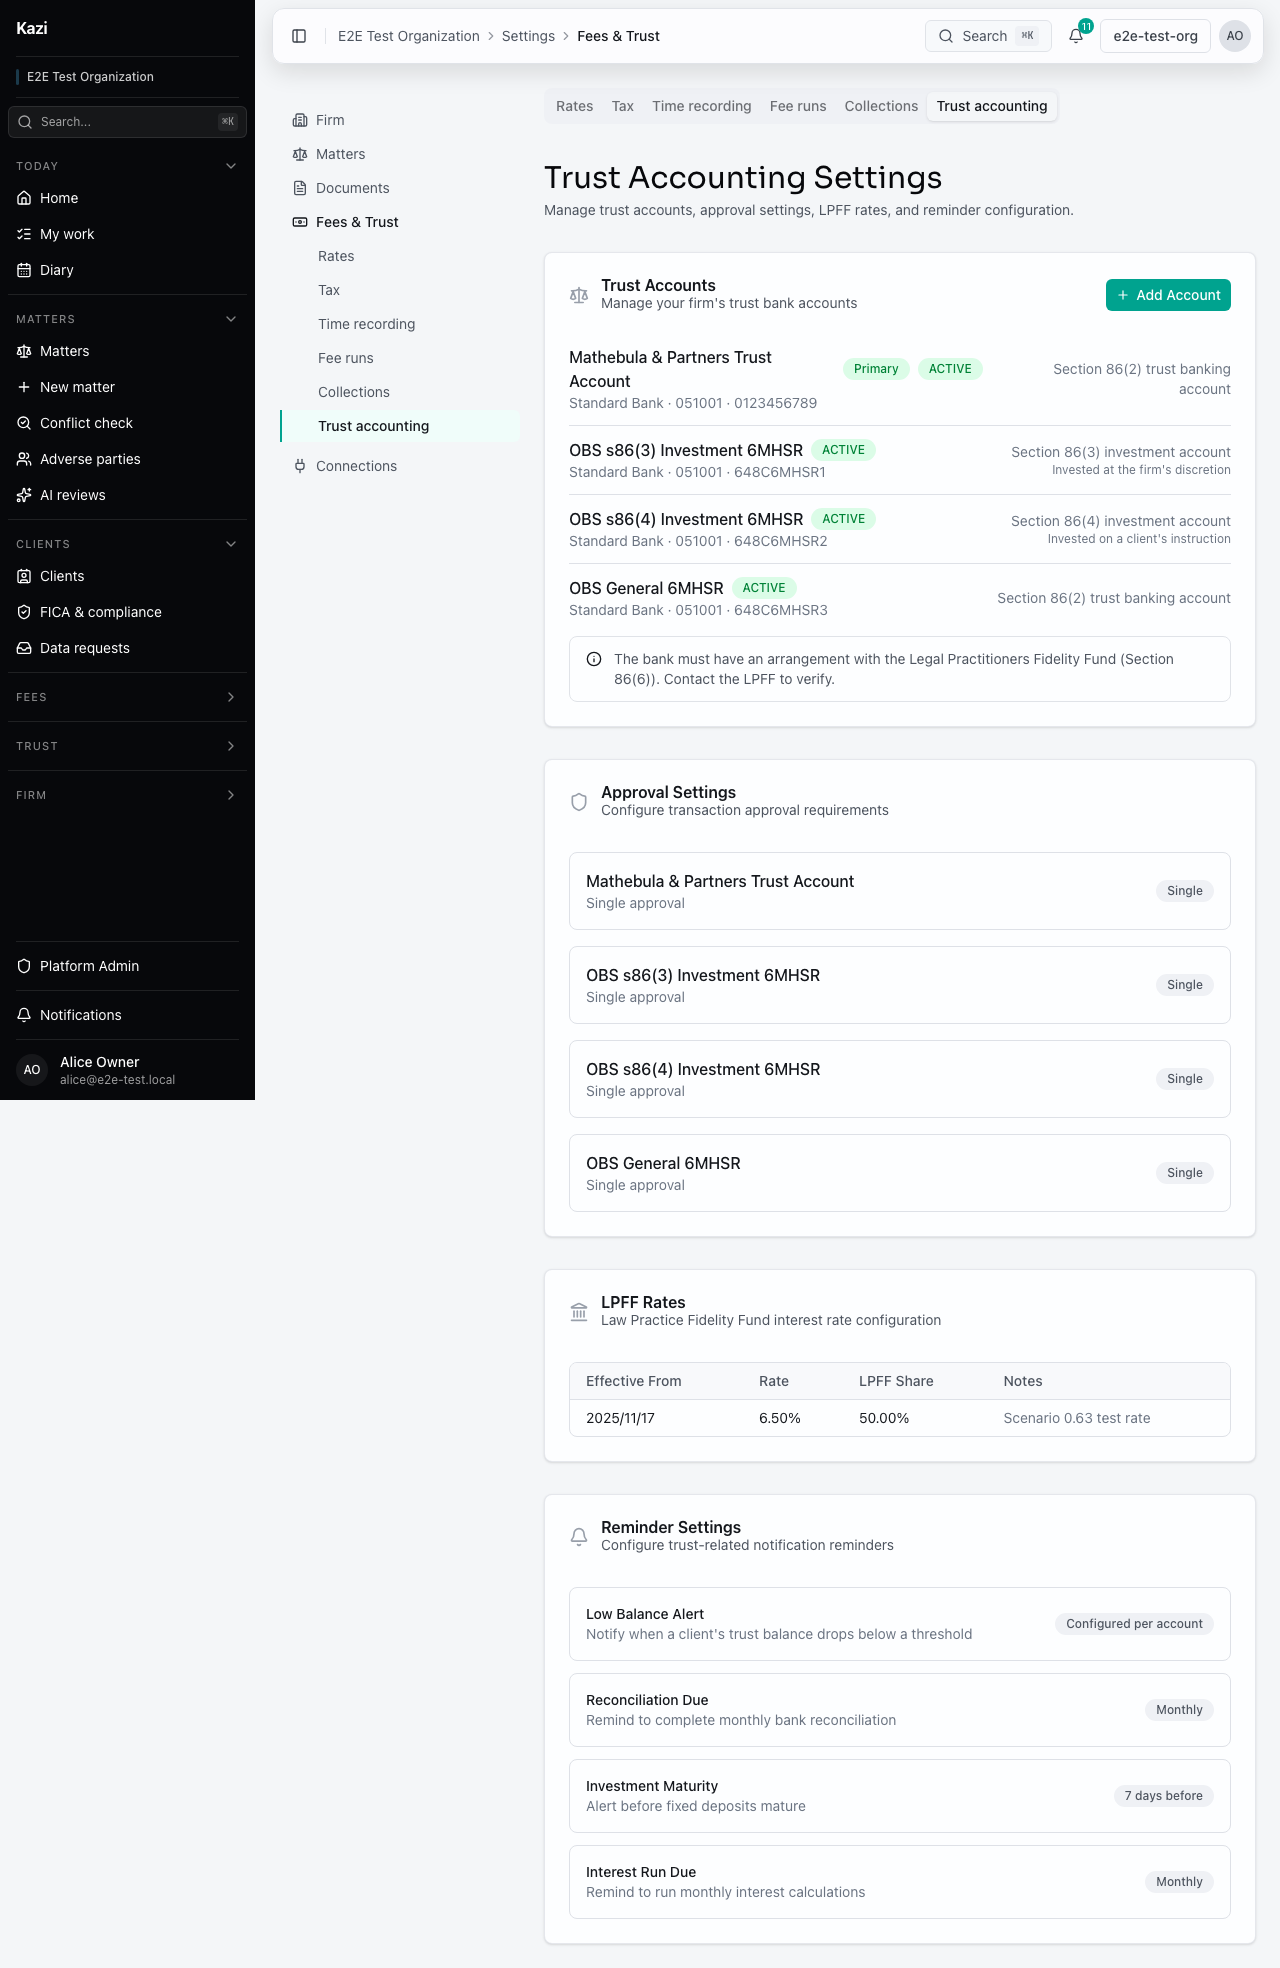 Kazi
E2E Test Organization
Search...
⌘K
TODAY
Home
My work
Diary
MATTERS
Matters
New matter
Conflict check
Adverse parties
AI reviews
CLIENTS
Clients
FICA & compliance
Data requests
FEES
TRUST
FIRM
Platform Admin
Notifications
AO
Alice Owner
alice@e2e-test.local
E2E Test Organization
Settings
Fees & Trust
Search
⌘K
11
e2e-test-org
AO
Firm
Matters
Documents
Fees & Trust
Rates
Tax
Time recording
Fee runs
Collections
Trust accounting
Connections
Rates
Tax
Time recording
Fee runs
Collections
Trust accounting
Trust Accounting Settings
Manage trust accounts, approval settings, LPFF rates, and reminder configuration.
Trust Accounts
Manage your firm's trust bank accounts
Add Account
Mathebula & Partners Trust
Account
Primary
ACTIVE
Standard Bank · 051001 · 0123456789
Section 86(2) trust banking
account
OBS s86(3) Investment 6MHSR
ACTIVE
Standard Bank · 051001 · 648C6MHSR1
Section 86(3) investment account
Invested at the firm's discretion
OBS s86(4) Investment 6MHSR
ACTIVE
Standard Bank · 051001 · 648C6MHSR2
Section 86(4) investment account
Invested on a client's instruction
OBS General 6MHSR
ACTIVE
Standard Bank · 051001 · 648C6MHSR3
Section 86(2) trust banking account
The bank must have an arrangement with the Legal Practitioners Fidelity Fund (Section
86(6)). Contact the LPFF to verify.
Approval Settings
Configure transaction approval requirements
Mathebula & Partners Trust Account
Single approval
Single
OBS s86(3) Investment 6MHSR
Single approval
Single
OBS s86(4) Investment 6MHSR
Single approval
Single
OBS General 6MHSR
Single approval
Single
LPFF Rates
Law Practice Fidelity Fund interest rate configuration
Effective From
Rate
LPFF Share
Notes
2025/11/17
6.50%
50.00%
Scenario 0.63 test rate
Reminder Settings
Configure trust-related notification reminders
Low Balance Alert
Notify when a client's trust balance drops below a threshold
Configured per account
Reconciliation Due
Remind to complete monthly bank reconciliation
Monthly
Investment Maturity
Alert before fixed deposits mature
7 days before
Interest Run Due
Remind to run monthly interest calculations
Monthly